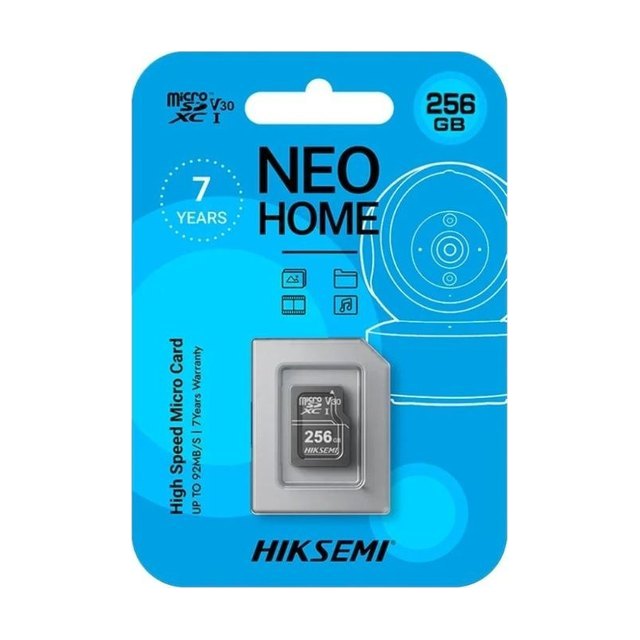 micro SD XC V30 I
256
GB
7
YEARS
NEO
HOME
High Speed Micro Card
UP TO 92MB/S | 7Years Warranty
micro SD XC V30 I
256GB
HIKSEMI
HIKSEMI